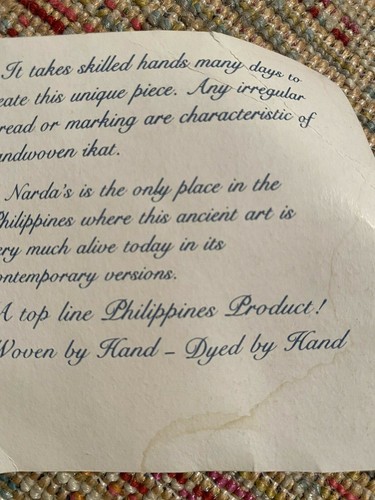 It takes skilled hands many days to
eate this unique piece. Any irregular
read or marking are characteristic of
ndwoven ikat.
Narda's is the only place in the
Philippines where this ancient art is
ery much alive today in its
ontemporary versions.
A top line Philippines Product!
Woven by Hand - Dyed by Hand